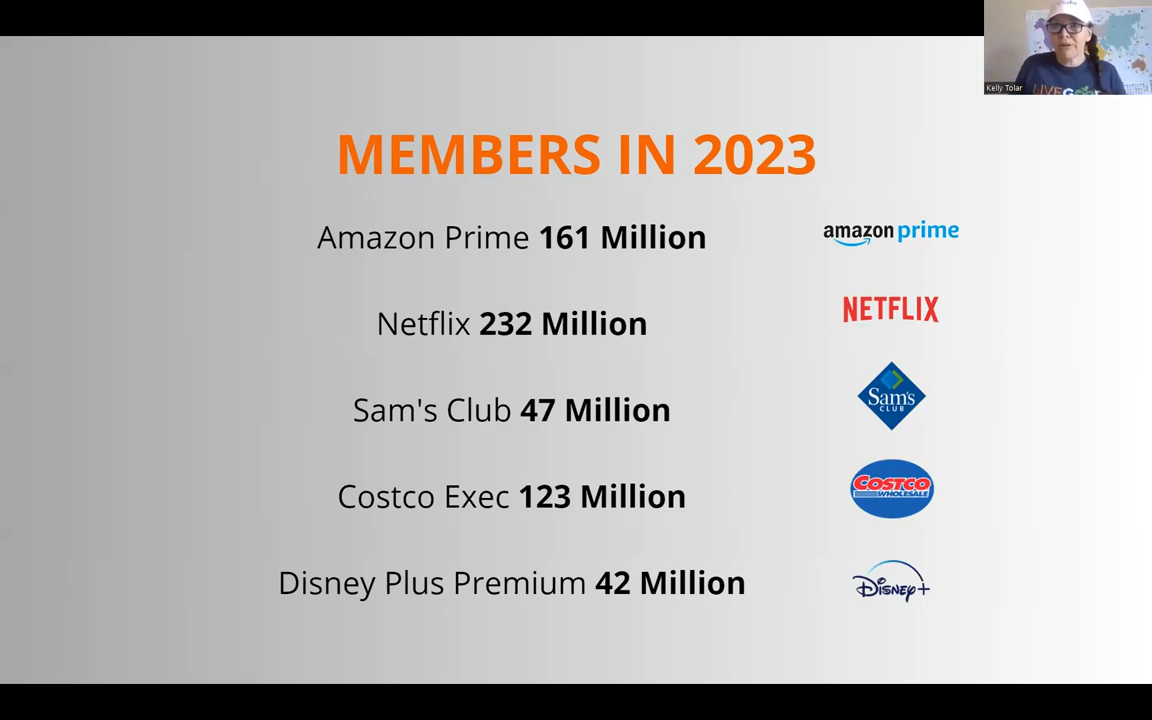 Kelly Tolar
MEMBERS IN 2023
Amazon Prime 161 Million
amazon prime
Netflix 232 Million
NETFLIX
Sam's Club 47 Million
Sam's
CLUB
Costco Exec 123 Million
COSTCO
WHOLESALE
Disney Plus Premium 42 Million
Disney+